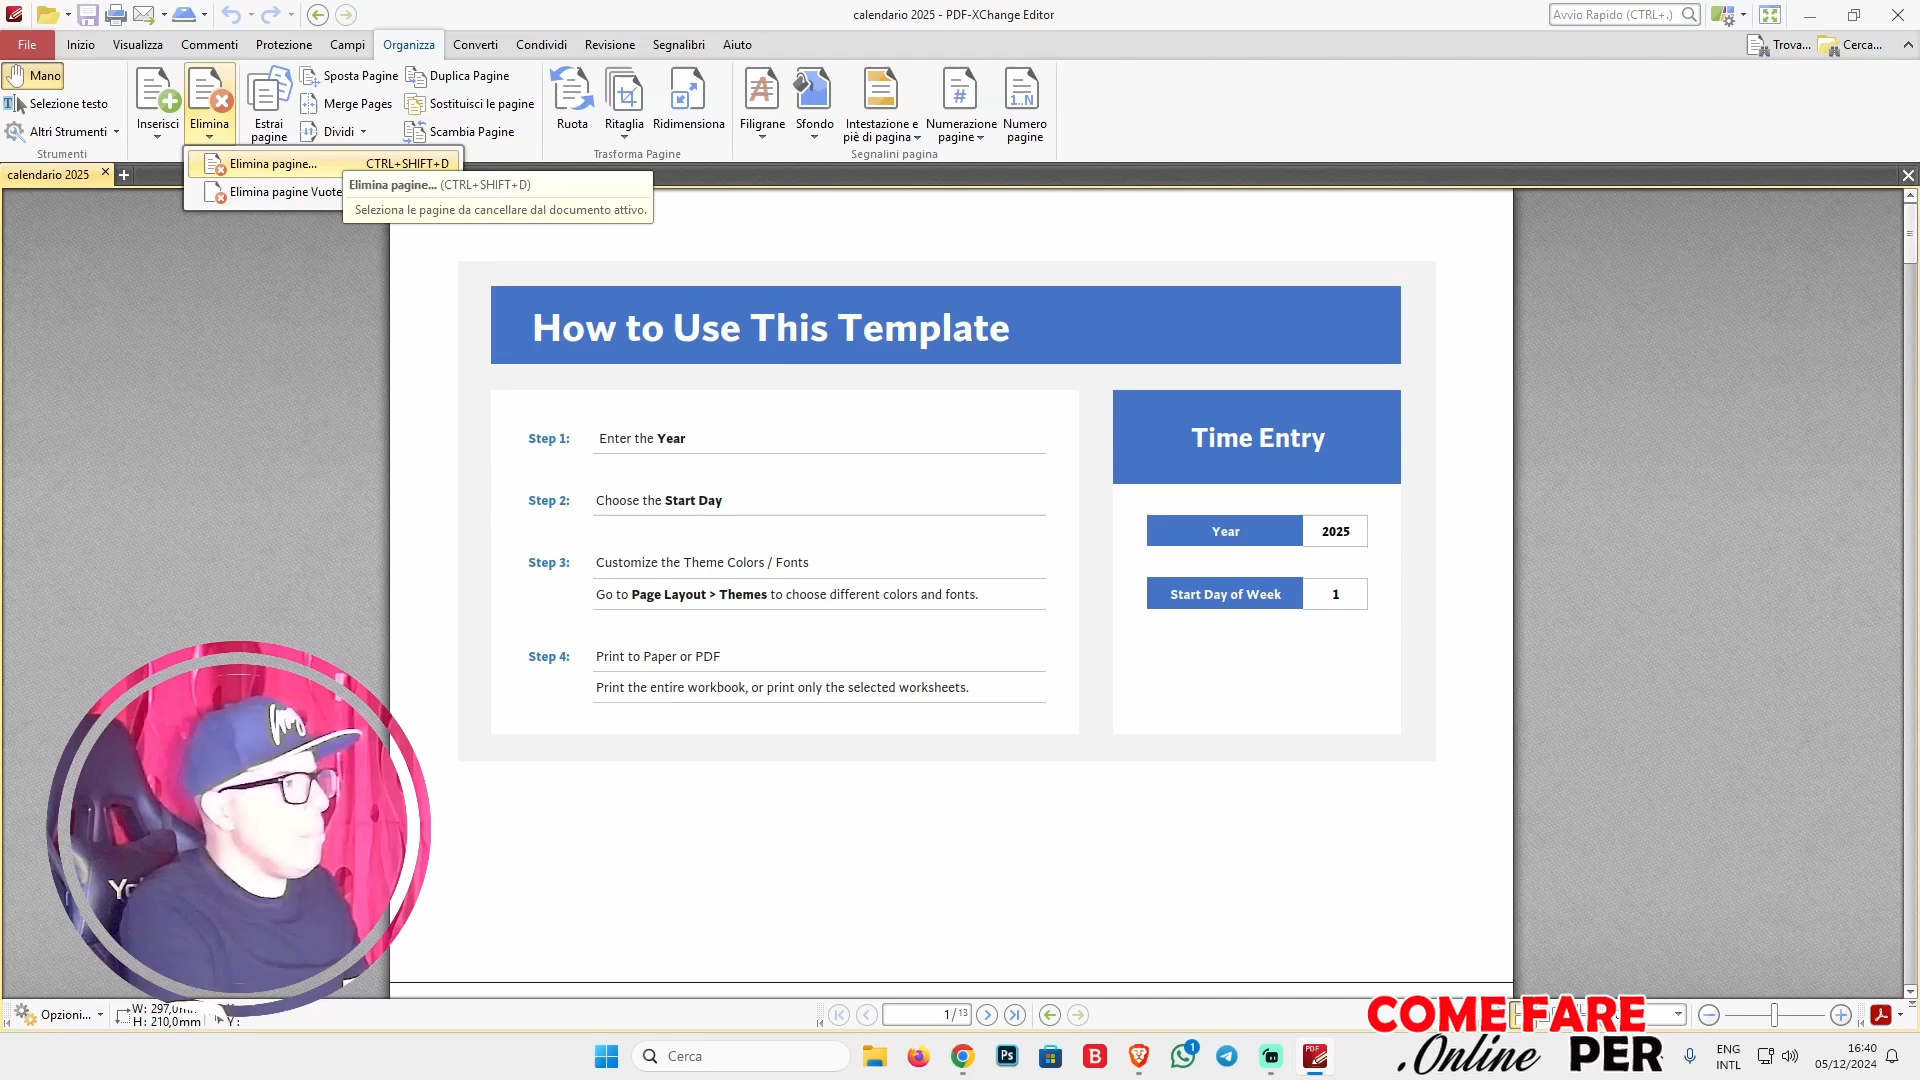 calendario 2025 - PDF-XChange Editor
Avvio Rapido (CTRL+.)
File Inizio Visualizza Commenti Protezione Campi Organizza Converti Condividi Revisione Segnalibri Aiuto
Trova... Cerca...
Mano
Selezione testo
Altri Strumenti
Strumenti
Inserisci
Elimina
Estrai pagine
Sposta Pagine
Merge Pages
Dividi
Duplica Pagine
Sostituisci le pagine
Scambia Pagine
Ruota
Ritaglia
Ridimensiona
Trasforma Pagine
Filigrane
Sfondo
Intestazione e piè di pagina
Numerazione pagine
Numero pagine
Segnalini pagina
Elimina pagine... CTRL+SHIFT+D
Elimina pagine Vuote
Elimina pagine... (CTRL+SHIFT+D)
Seleziona le pagine da cancellare dal documento attivo.
calendario 2025
How to Use This Template
Step 1: Enter the Year
Step 2: Choose the Start Day
Step 3: Customize the Theme Colors / Fonts
Go to Page Layout > Themes to choose different colors and fonts.
Step 4: Print to Paper or PDF
Print the entire workbook, or print only the selected worksheets.
Time Entry
Year 2025
Start Day of Week 1
Opzioni...
W: 297,0mm
H: 210,0mm
Y:
1 / 13
COME FARE
.Online PER
Cerca
ENG
INTL
16:40
05/12/2024